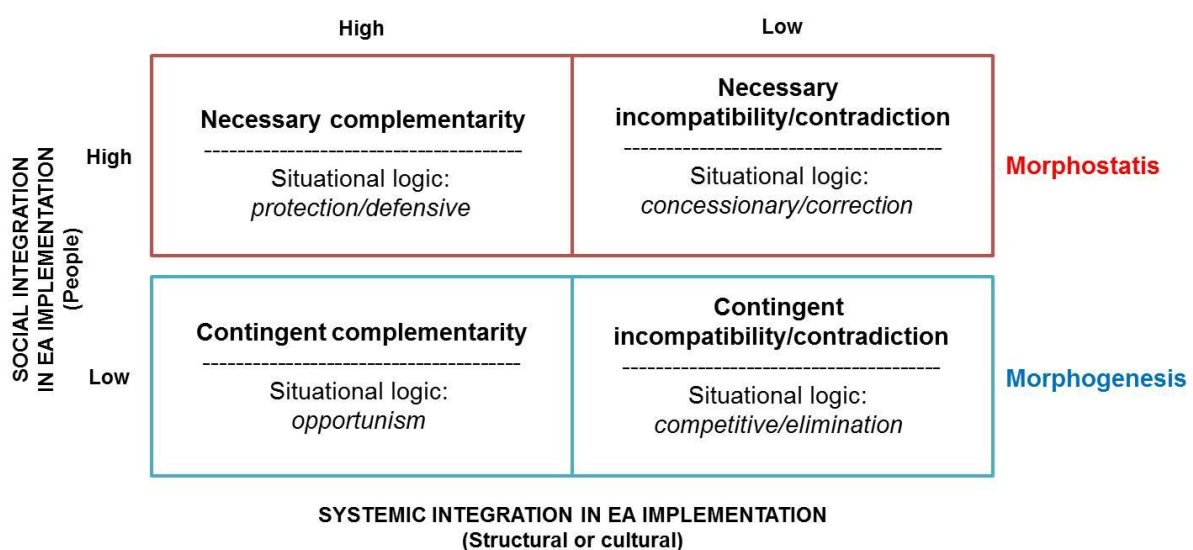 High
Low
Necessary complementarity
--------------------------------------
Situational logic:
protection/defensive
Necessary
incompatibility/contradiction
--------------------------------------
Situational logic:
concessionary/correction
High
Morphostatis
SOCIAL INTEGRATION
IN EA IMPLEMENTATION
(People)
Contingent complementarity
--------------------------------------
Situational logic:
opportunism
Contingent
incompatibility/contradiction
--------------------------------------
Situational logic:
competitive/elimination
Low
Morphogenesis
SYSTEMIC INTEGRATION IN EA IMPLEMENTATION
(Structural or cultural)